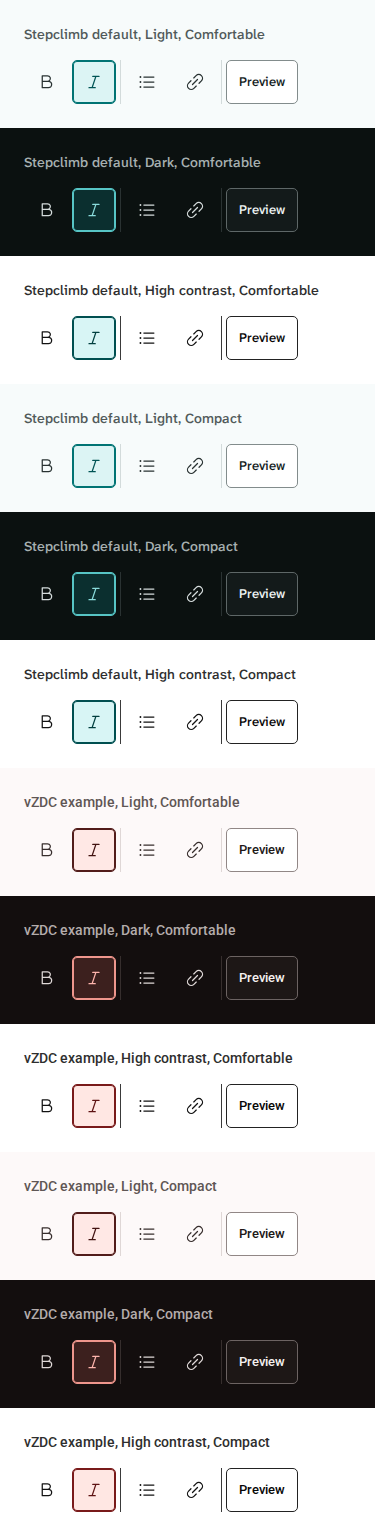 Stepclimb default, Light, Comfortable
B I Preview
Stepclimb default, Dark, Comfortable
B I Preview
Stepclimb default, High contrast, Comfortable
B I Preview
Stepclimb default, Light, Compact
B I Preview
Stepclimb default, Dark, Compact
B I Preview
Stepclimb default, High contrast, Compact
B I Preview
vZDC example, Light, Comfortable
B I Preview
vZDC example, Dark, Comfortable
B I Preview
vZDC example, High contrast, Comfortable
B I Preview
vZDC example, Light, Compact
B I Preview
vZDC example, Dark, Compact
B I Preview
vZDC example, High contrast, Compact
B I Preview